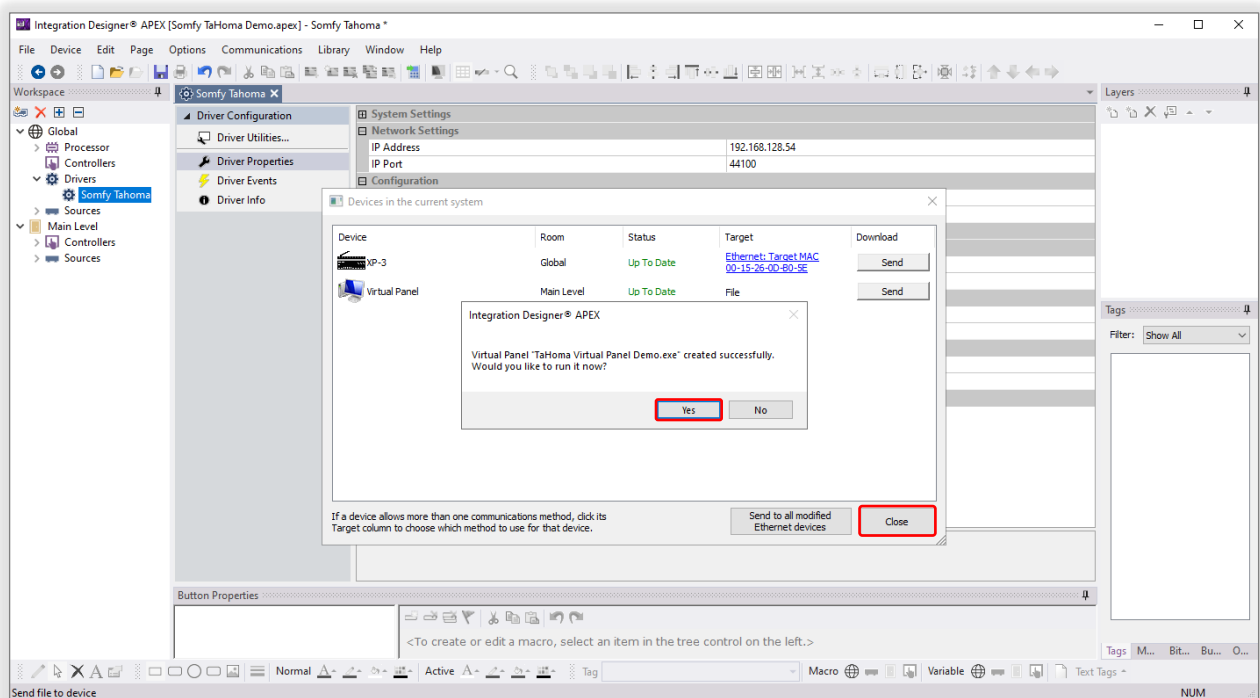 Integration Designer® APEX [Somfy TaHoma Demo.apex] - Somfy Tahoma *
File Device Edit Page Options Communications Library Window Help
Workspace
Somfy Tahoma
Layers
Global
Processor
Controllers
Drivers
Somfy Tahoma
Sources
Main Level
Controllers
Sources
Driver Configuration
Driver Utilities...
Driver Properties
Driver Events
Driver Info
System Settings
Network Settings
IP Address 192.168.128.54
IP Port 44100
Configuration
Devices in the current system
Device Room Status Target Download
XP-3 Global Up To Date Ethernet: Target MAC Send
00-15-26-0D-B0-5E
Virtual Panel Main Level Up To Date File Send
Integration Designer® APEX
Virtual Panel "TaHoma Virtual Panel Demo.exe" created successfully.
Would you like to run it now?
Yes No
If a device allows more than one communications method, click its
Target column to choose which method to use for that device.
Send to all modified
Ethernet devices
Close
Tags
Filter: Show All
Button Properties
<To create or edit a macro, select an item in the tree control on the left.>
Tags M... Bit... Bu... O...
Normal A Active A Tag Macro Variable Text Tags
Send file to device NUM